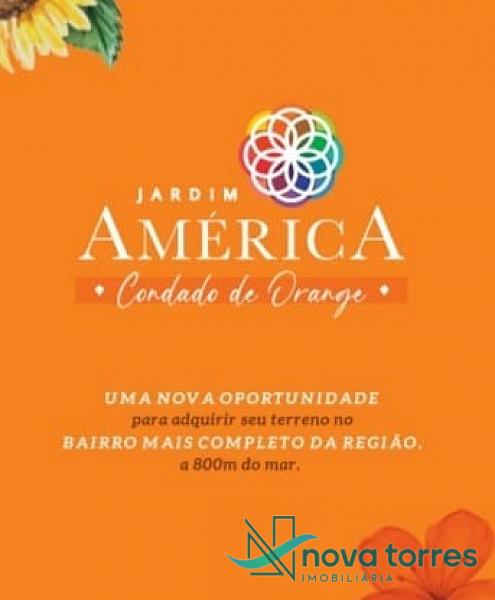 JARDIM
AMÉRICA
Condado de Orange
UMA NOVA OPORTUNIDADE
para adquirir seu terreno no
BAIRRO MAIS COMPLETO DA REGIÃO,
a 800m do mar.
nova torres
IMOBILIÁRIA